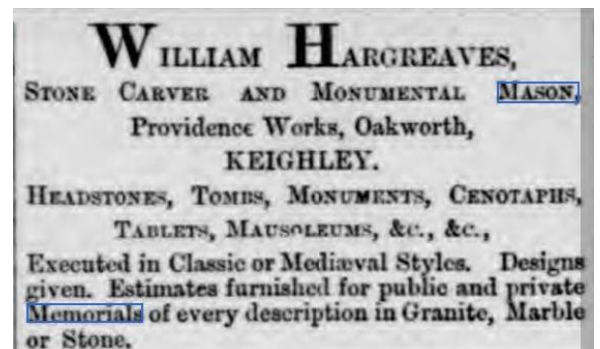 WILLIAM HARGREAVES,
STONE CARVER AND MONUMENTAL MASON,
Providence Works, Oakworth,
KEIGHLEY.
HEADSTONES, TOMBS, MONUMENTS, CENOTAPHS,
TABLETS, MAUSOLEUMS, &c., &c.,
Executed in Classic or Mediæval Styles. Designs
given. Estimates furnished for public and private
Memorials of every description in Granite, Marble
or Stone.